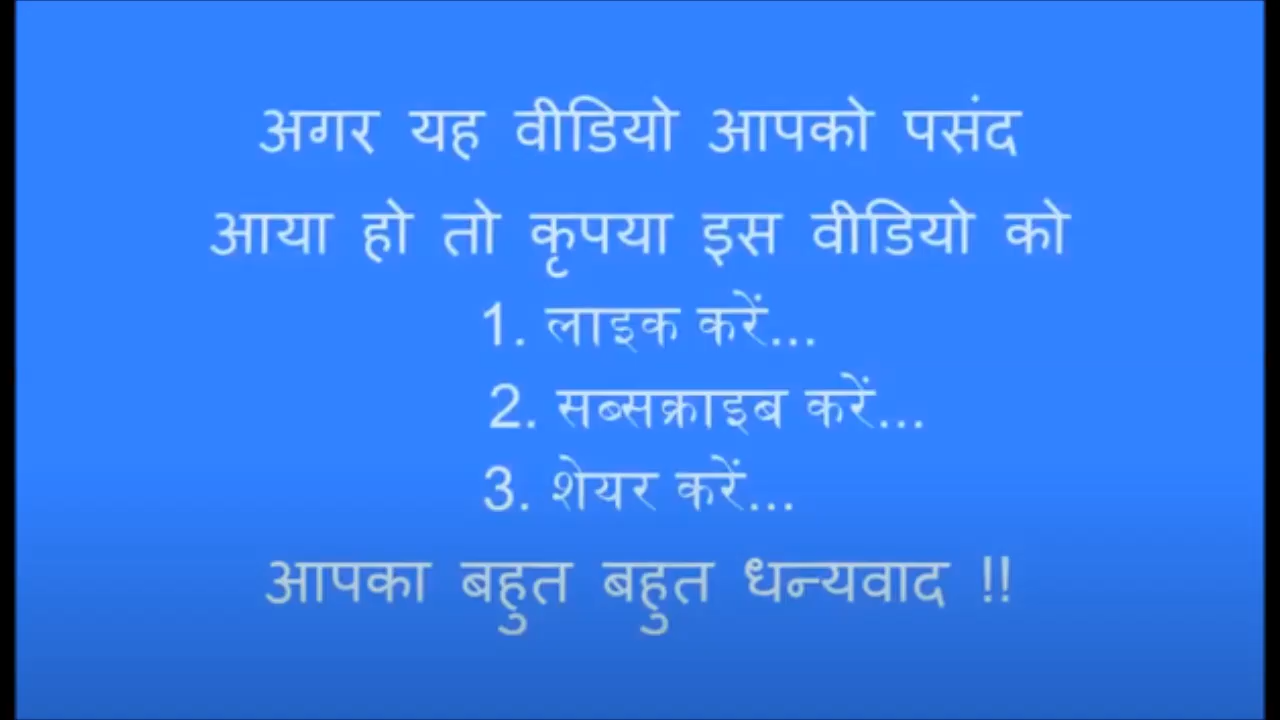 अगर यह वीडियो आपको पसंद
आया हो तो कृपया इस वीडियो को
1. लाइक करें...
2. सब्सक्राइब करें...
3. शेयर करें...
आपका बहुत बहुत धन्यवाद !!